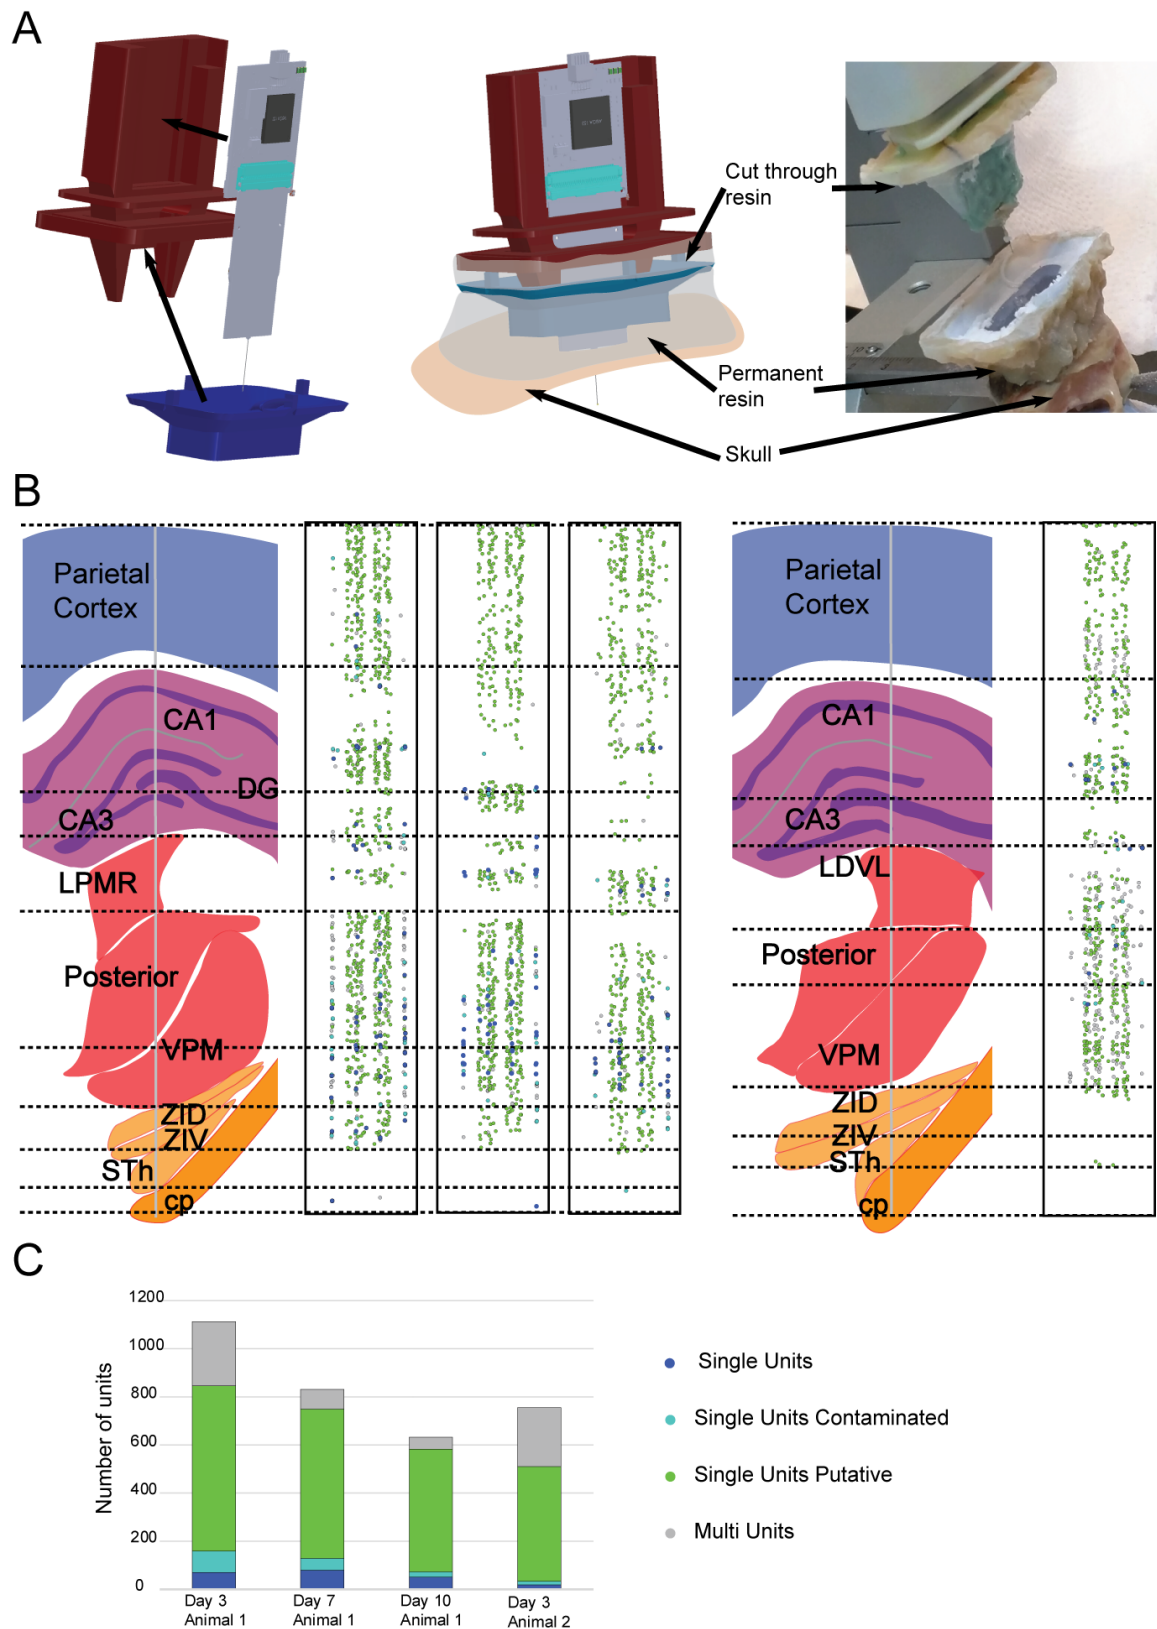 A
Cut through
resin
Permanent
resin
Skull
B
Parietal
Cortex
CA1
DG
CA3
LPMR
Posterior
VPM
ZID
ZIV
STh
cp
Parietal
Cortex
CA1
CA3
LDVL
Posterior
VPM
ZID
ZIV
STh
cp
C
Number of units
1200
1000
800
600
400
200
0
Day 3
Animal 1
Day 7
Animal 1
Day 10
Animal 1
Day 3
Animal 2
Single Units
Single Units Contaminated
Single Units Putative
Multi Units